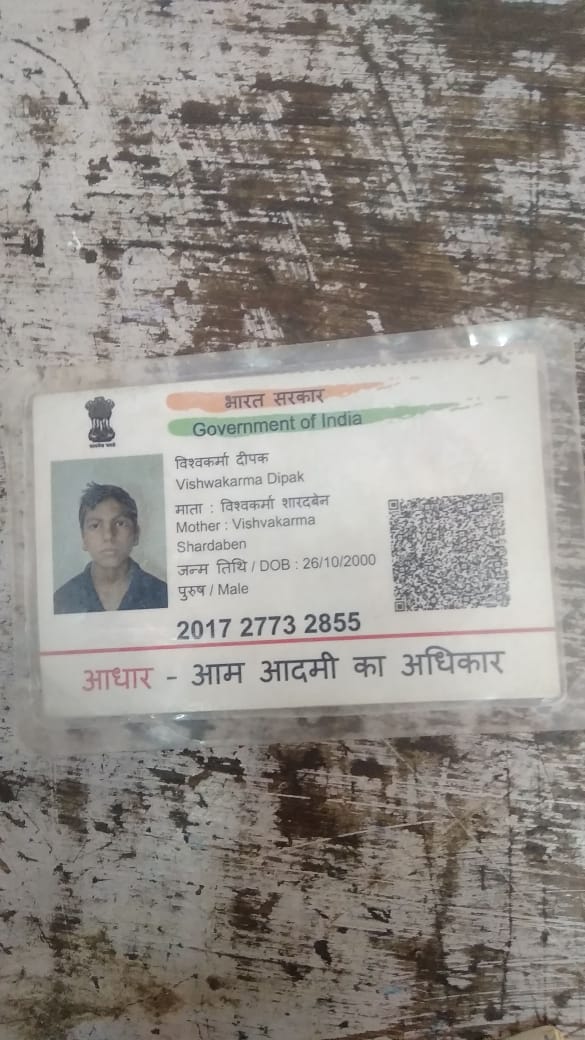 भारत सरकार
Government of India
विश्वकर्मा दीपक
Vishwakarma Dipak
माता : विश्वकर्मा शारदबेन
Mother : Vishvakarma
Shardaben
जन्म तिथि / DOB : 26/10/2000
पुरुष / Male
2017 2773 2855
आधार - आम आदमी का अधिकार